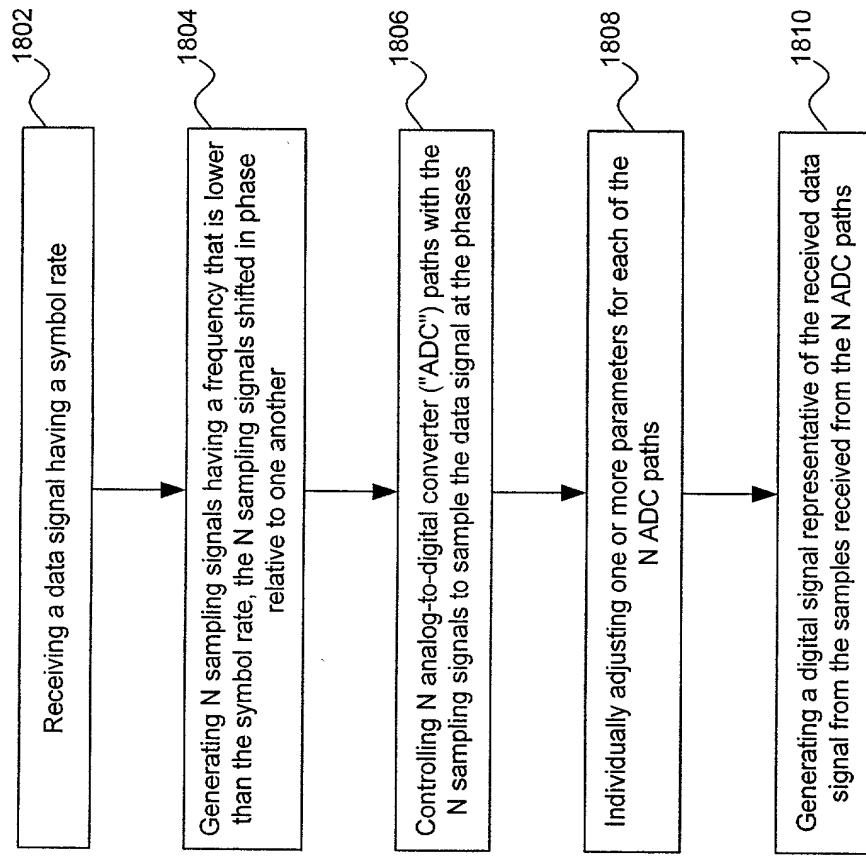 1802
Receiving a data signal having a symbol rate
1804
Generating N sampling signals having a frequency that is lower
than the symbol rate, the N sampling signals shifted in phase
relative to one another
1806
Controlling N analog-to-digital converter ("ADC") paths with the
N sampling signals to sample the data signal at the phases
1808
Individually adjusting one or more parameters for each of the
N ADC paths
1810
Generating a digital signal representative of the received data
signal from the samples received from the N ADC paths